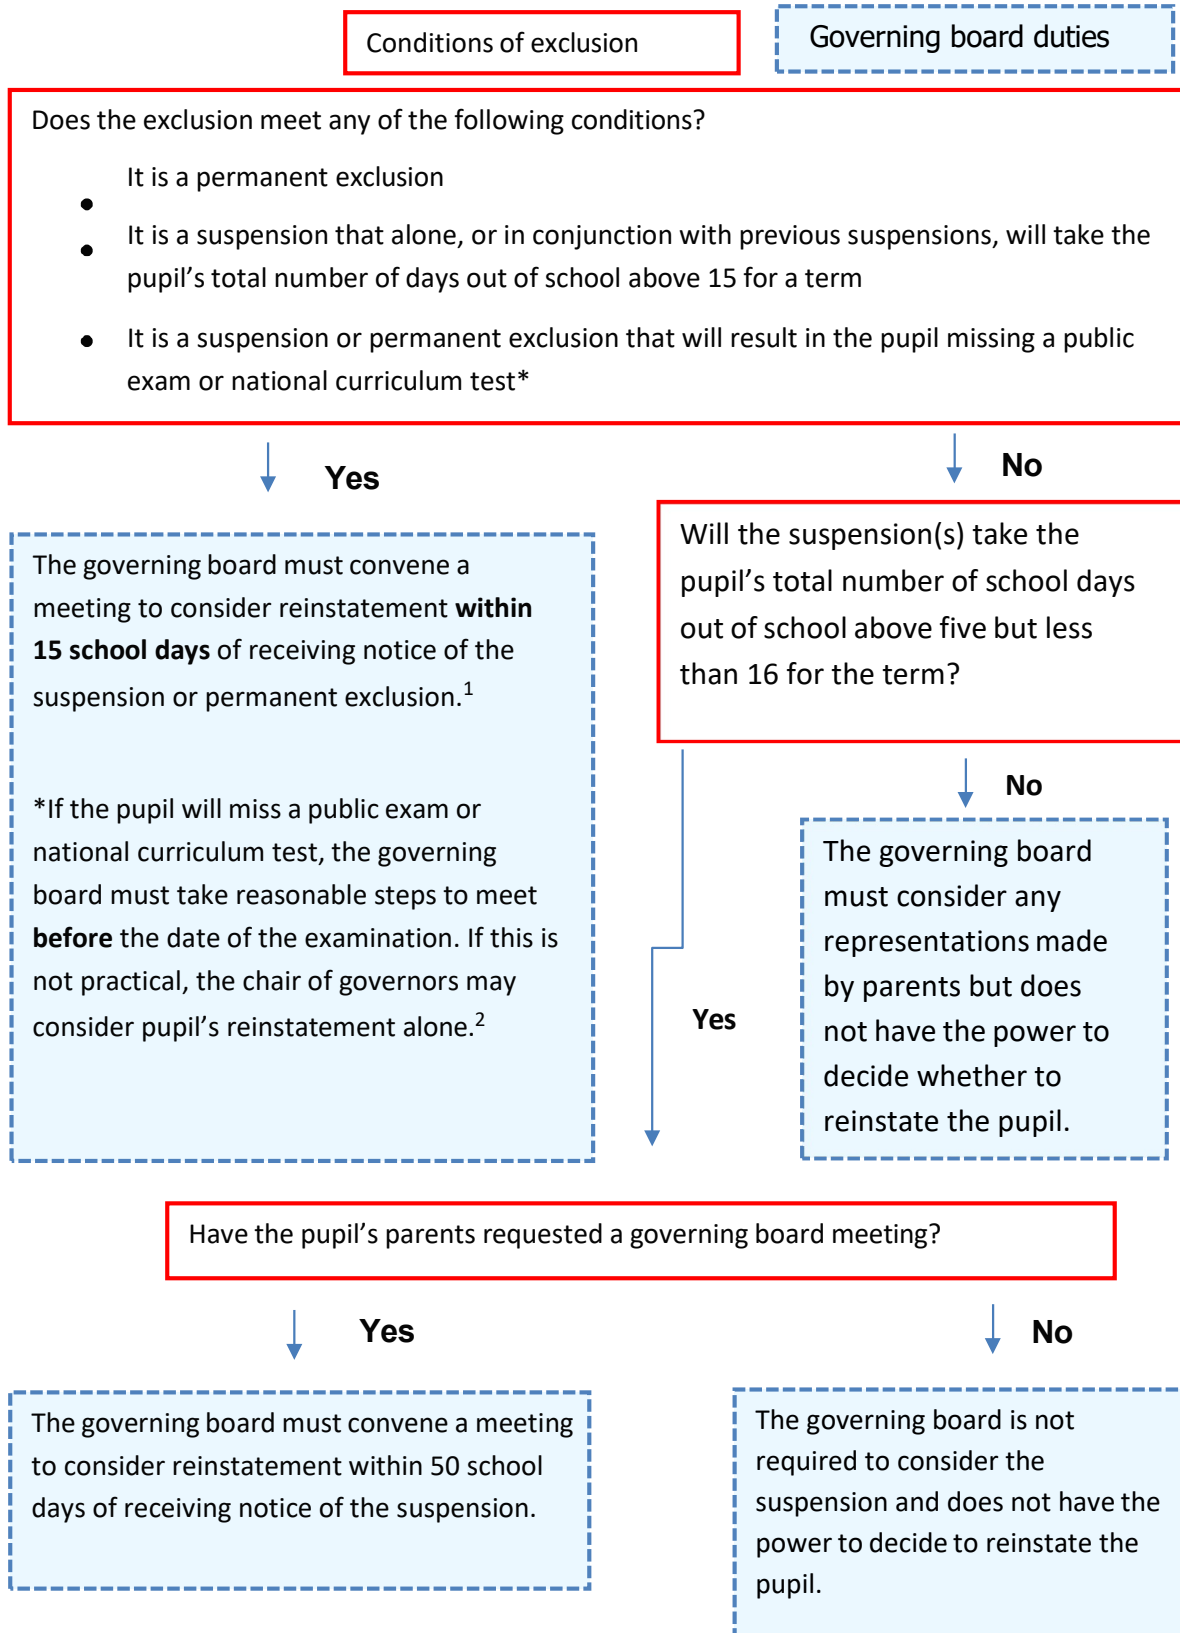 Conditions of exclusion
Governing board duties
Does the exclusion meet any of the following conditions?
It is a permanent exclusion
It is a suspension that alone, or in conjunction with previous suspensions, will take the
pupil’s total number of days out of school above 15 for a term
It is a suspension or permanent exclusion that will result in the pupil missing a public
exam or national curriculum test*
Yes
No
The governing board must convene a
meeting to consider reinstatement within
15 school days of receiving notice of the
suspension or permanent exclusion.1
*If the pupil will miss a public exam or
national curriculum test, the governing
board must take reasonable steps to meet
before the date of the examination. If this is
not practical, the chair of governors may
consider pupil’s reinstatement alone.2
Will the suspension(s) take the
pupil’s total number of school days
out of school above five but less
than 16 for the term?
No
The governing board
must consider any
representations made
by parents but does
not have the power to
decide whether to
reinstate the pupil.
Yes
Have the pupil’s parents requested a governing board meeting?
Yes
No
The governing board must convene a meeting
to consider reinstatement within 50 school
days of receiving notice of the suspension.
The governing board is not
required to consider the
suspension and does not have the
power to decide to reinstate the
pupil.